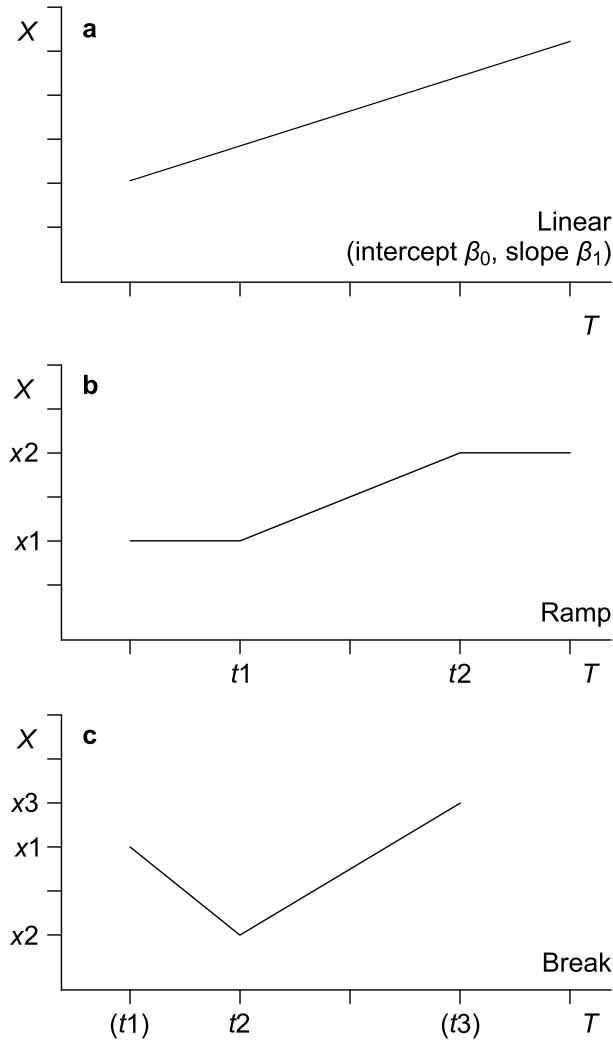 X
a
Linear
(intercept β0, slope β1)
T
X
b
x2
x1
Ramp
t1
t2
T
X
c
x3
x1
x2
Break
(t1)
t2
(t3)
T